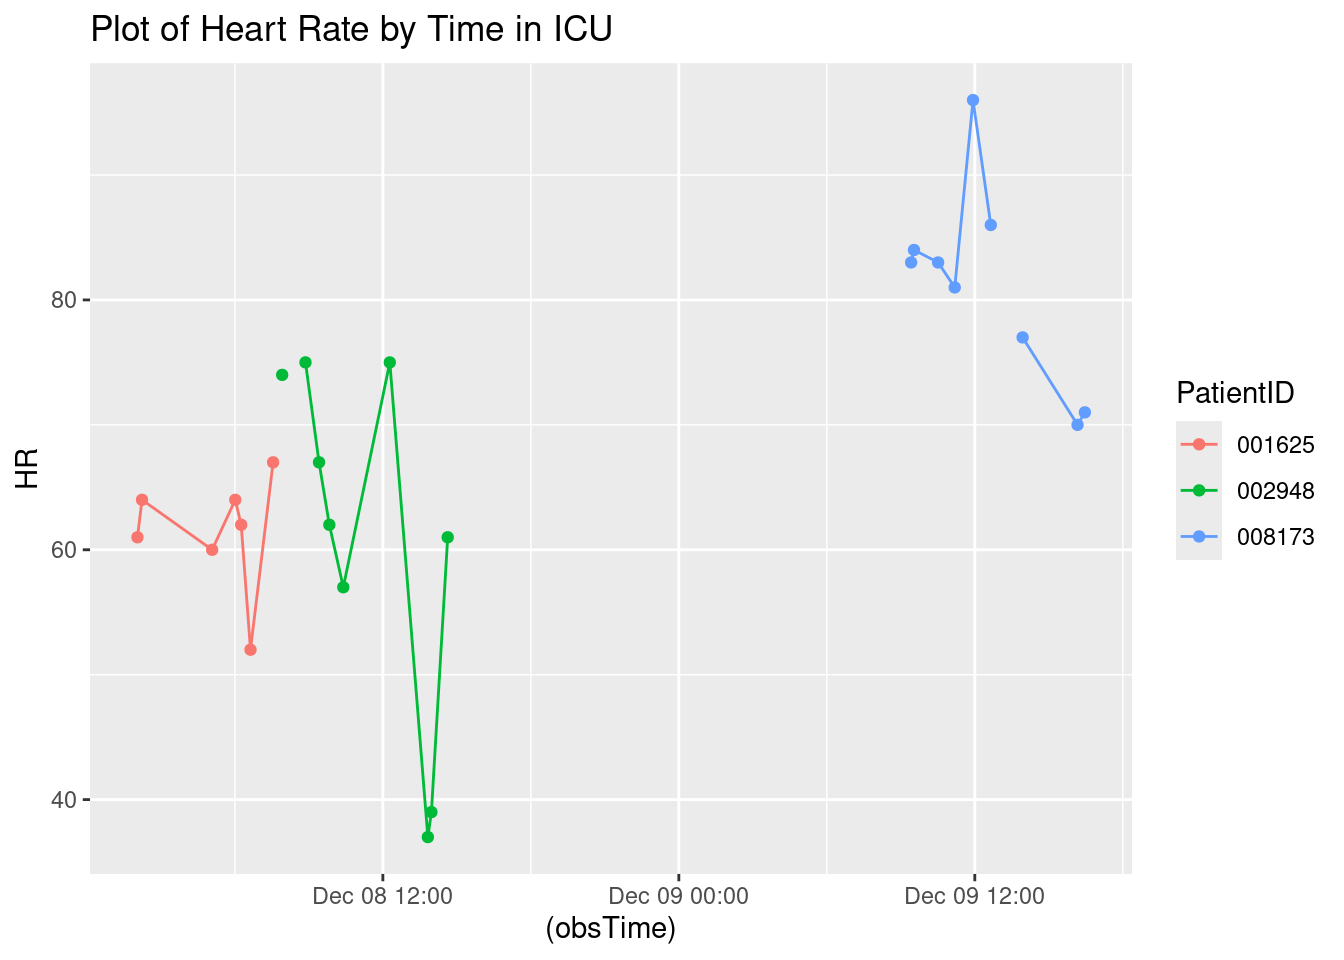 Plot of Heart Rate by Time in ICU
HR
80
60
40
Dec 08 12:00
Dec 09 00:00
Dec 09 12:00
(obsTime)
PatientID
001625
002948
008173